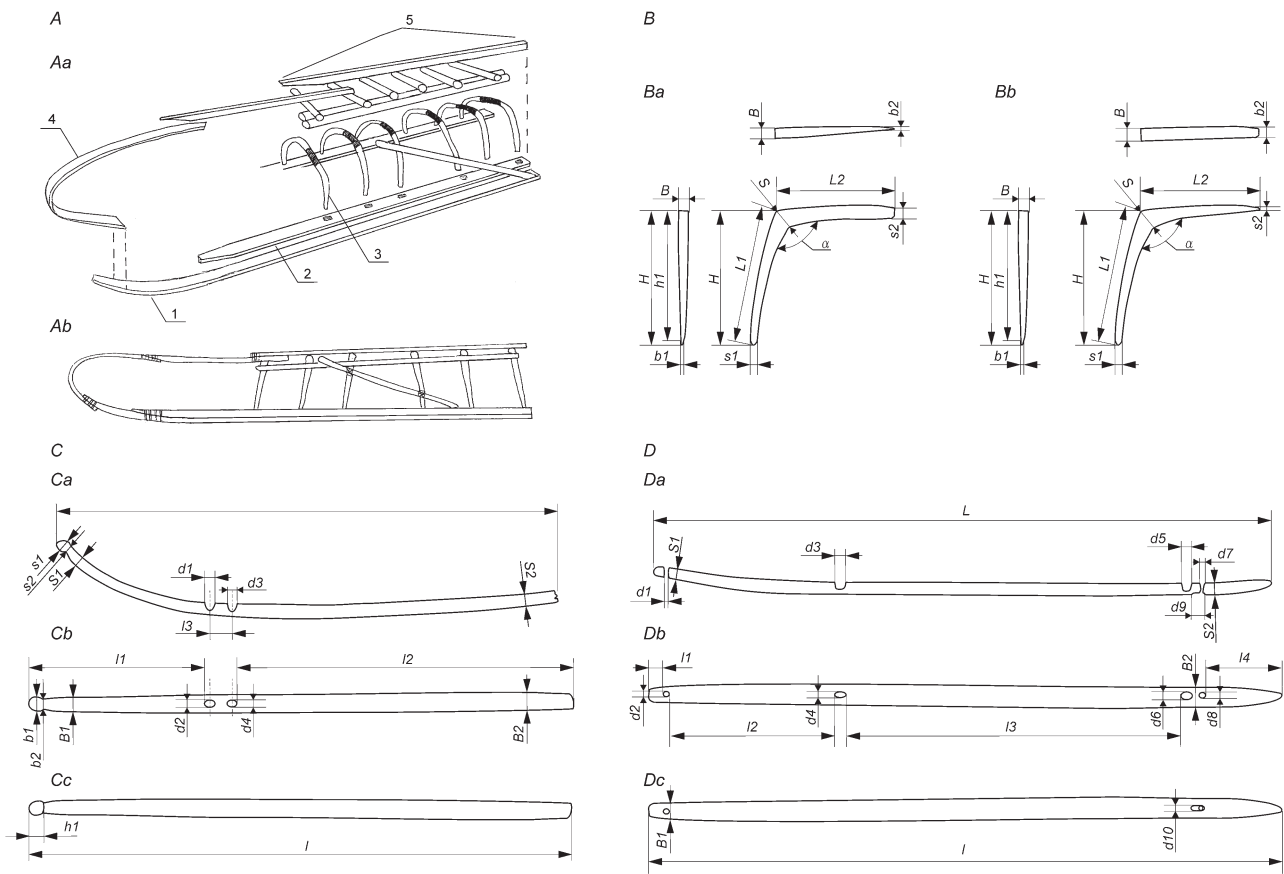 A
Aa
5
4
3
2
1
Ab
B
Ba
B
b2
B
S
L2
s2
α
H
h1
H
L1
b1
s1
Bb
B
b2
B
S
L2
s2
α
H
h1
H
L1
b1
s1
C
Ca
s1
s2
S1
d1
d3
S2
l3
Cb
l1
l2
b1
b2
B1
d2
d4
B2
Cc
h1
l
D
Da
L
S1
d3
d5
d7
d1
d9
S2
Db
l1
B2
l4
d2
d4
d6
d8
l2
l3
Dc
B1
d10
l